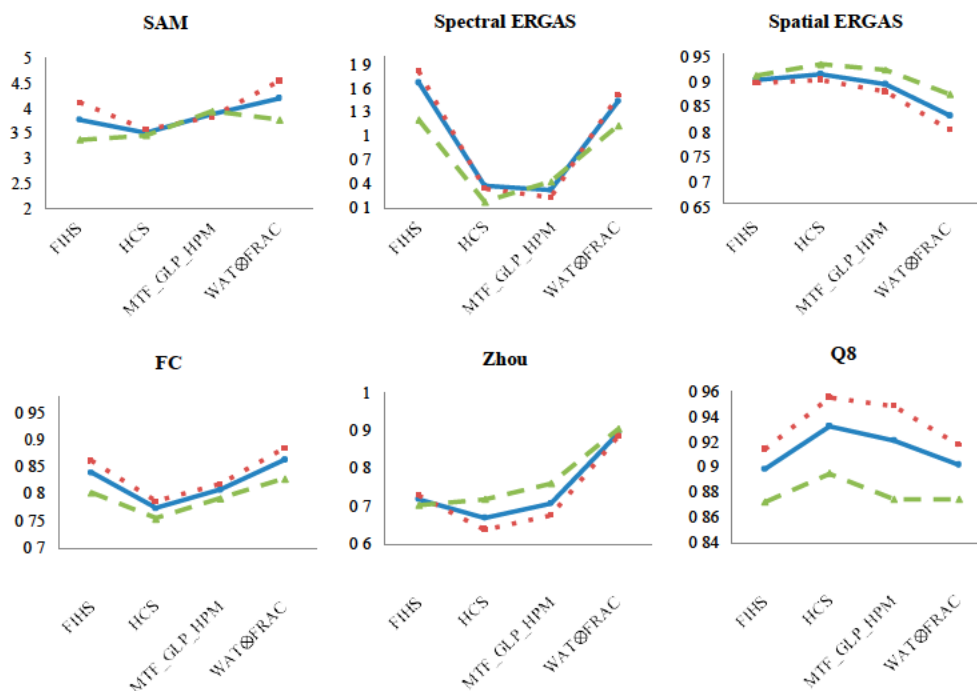 SAM
5
4.5
4
3.5
3
2.5
2
FIHS
HCS
MTF_GLP_HPM
WAT⊗FRAC
Spectral ERGAS
1 9
1 6
1 3
1
0 7
0 4
0 1
FIHS
HCS
MTF_GLP_HPM
WAT⊗FRAC
Spatial ERGAS
0 95
0 9
0 85
0 8
0 75
0 7
0 65
FIHS
HCS
MTF_GLP_HPM
WAT⊗FRAC
FC
0 95
0 9
0 85
0 8
0 75
0 7
FIHS
HCS
MTF_GLP_HPM
WAT⊗FRAC
Zhou
1
0 9
0 8
0 7
0 6
FIHS
HCS
MTF_GLP_HPM
WAT⊗FRAC
Q8
0 96
0 94
0 92
0 9
0 88
0 86
0 84
FIHS
HCS
MTF_GLP_HPM
WAT⊗FRAC